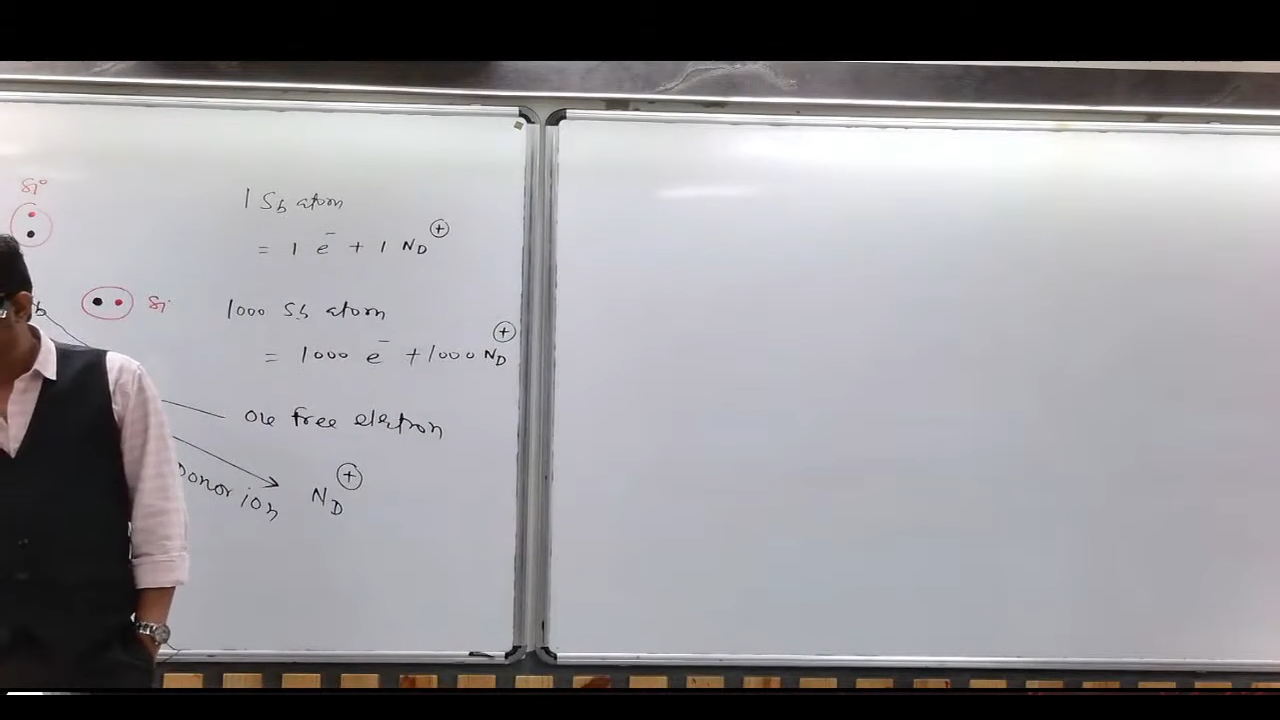 Si
1 Sb atom
= 1 e⁻ + 1 N_D ⊕
b
Si
1000 Sb atom
= 1000 e⁻ + 1000 N_D ⊕
One free electron
Donor ion N_D ⊕